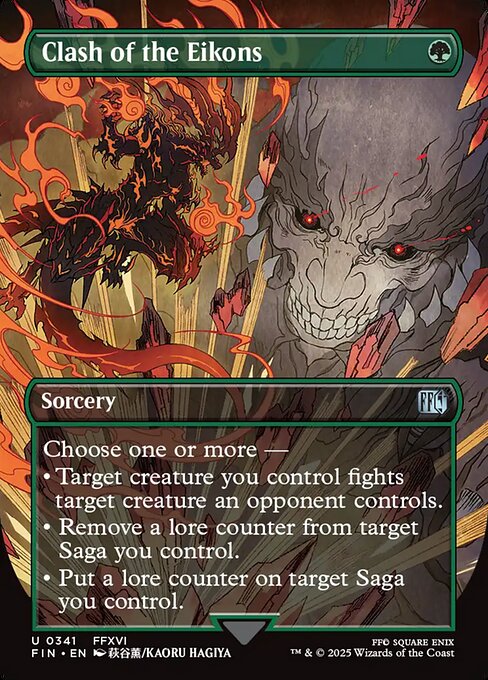 Clash of the Eikons
Sorcery
FF
Choose one or more —
• Target creature you control fights
target creature an opponent controls.
• Remove a lore counter from target
Saga you control.
• Put a lore counter on target Saga
you control.
U 0341 FFXVI
FIN • EN 萩谷薫/KAORU HAGIYA
FF© SQUARE ENIX
™ & © 2025 Wizards of the Coast